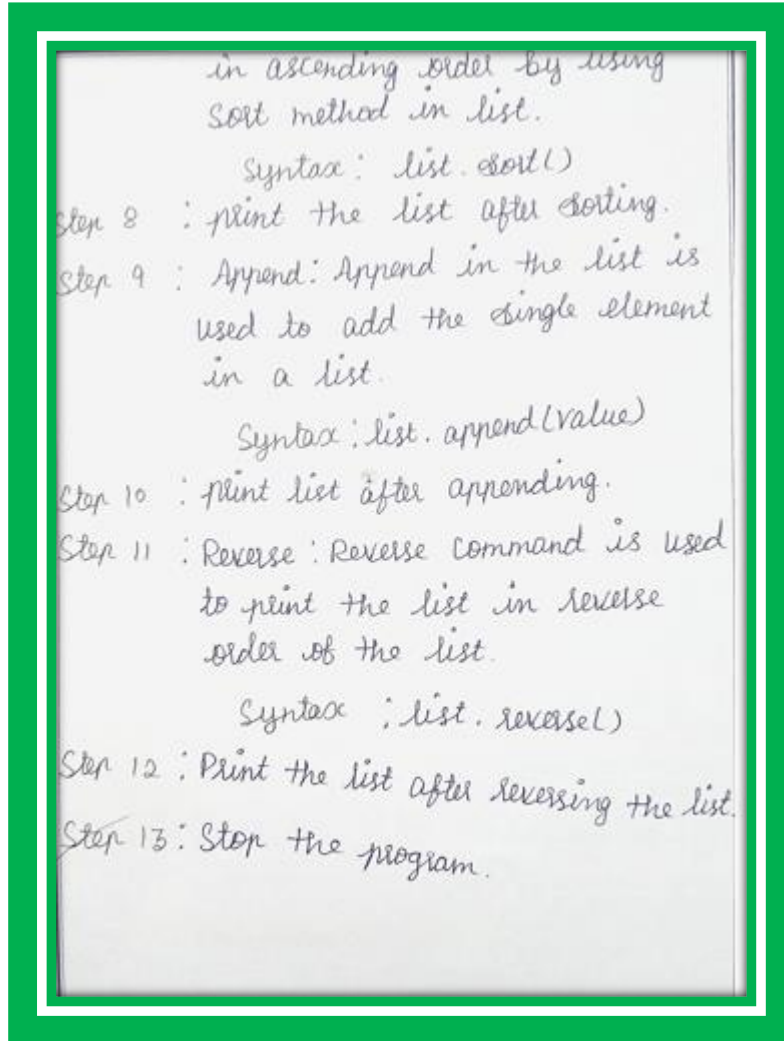 in ascending order by using
Sort method in list.
Syntax : list.sort()
Step 8 : print the list after sorting.
Step 9 : Append : Append in the list is
used to add the single element
in a list.
Syntax : list.append(value)
Step 10 : print list after appending.
Step 11 : Reverse : Reverse command is used
to print the list in reverse
order of the list.
Syntax : list.reverse()
Step 12 : Print the list after reversing the list.
Step 13 : Stop the program.